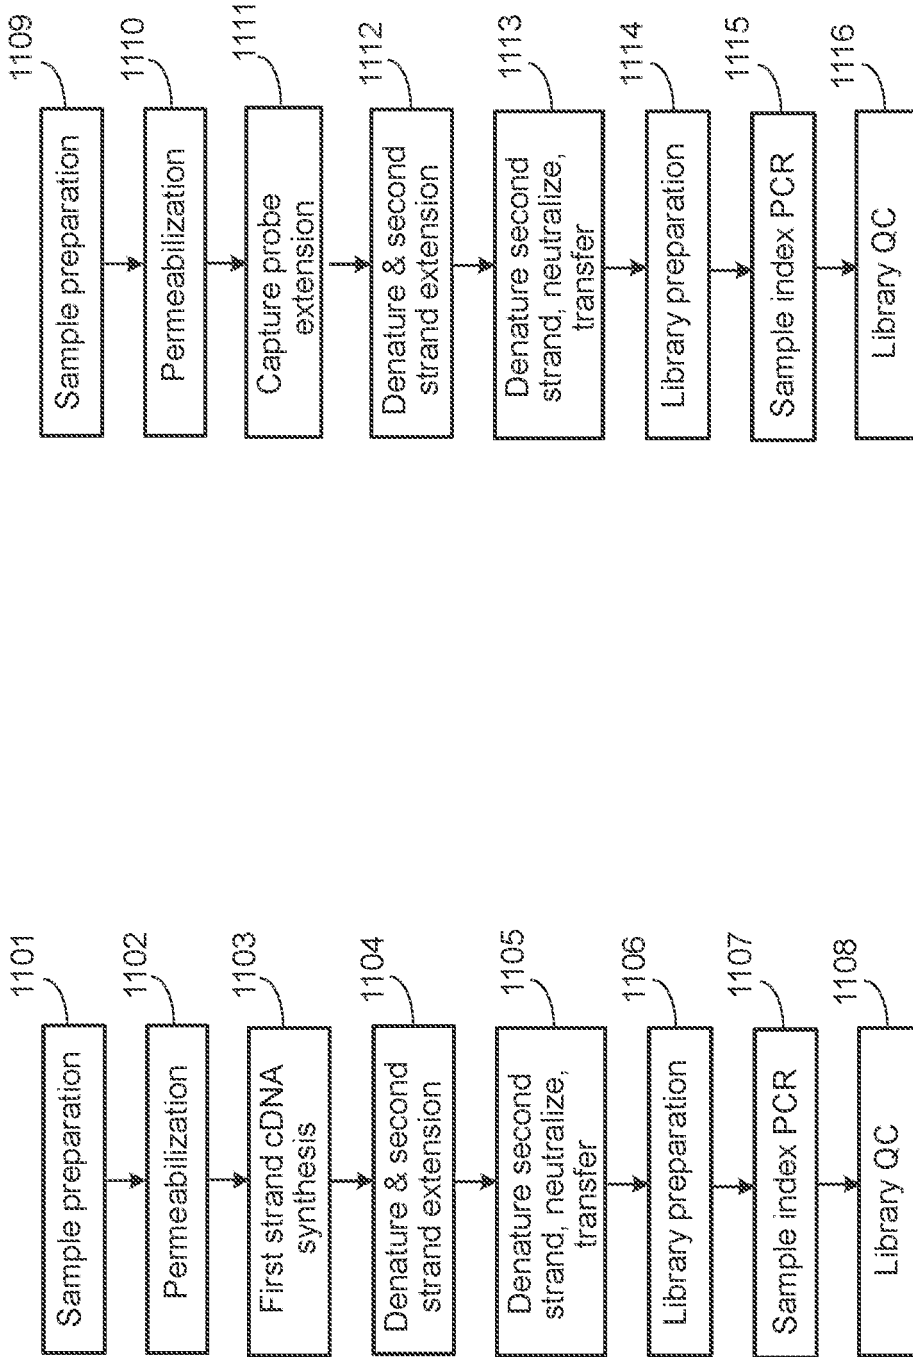 1101
Sample preparation
1102
Permeabilization
1103
First strand cDNA
synthesis
1104
Denature & second
strand extension
1105
Denature second
strand, neutralize,
transfer
1106
Library preparation
1107
Sample index PCR
1108
Library QC
1109
Sample preparation
1110
Permeabilization
1111
Capture probe
extension
1112
Denature & second
strand extension
1113
Denature second
strand, neutralize,
transfer
1114
Library preparation
1115
Sample index PCR
1116
Library QC